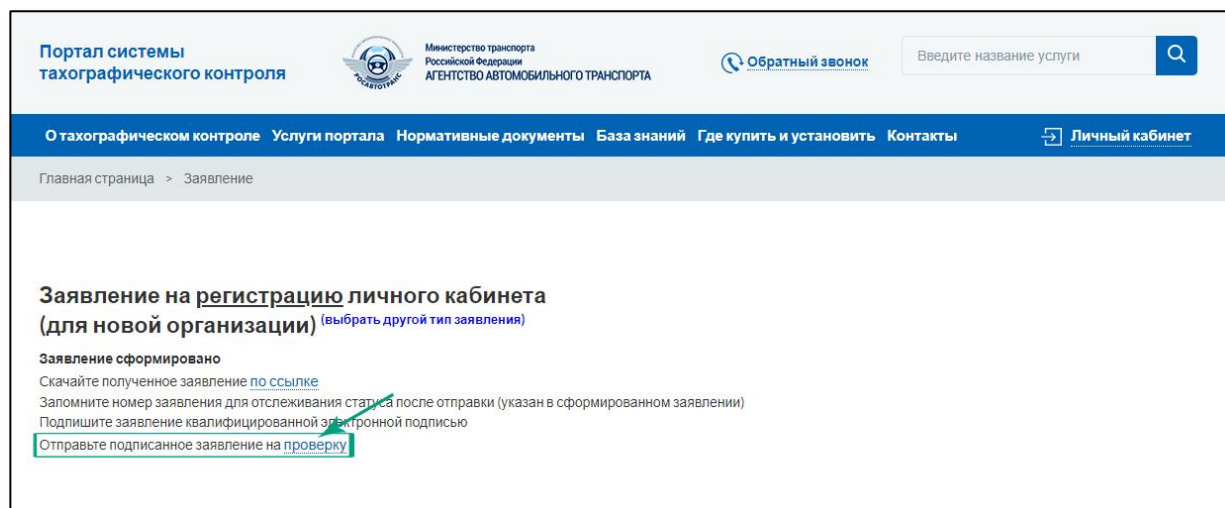 Портал системы
тахографического контроля
РОСАВТОТРАНС
Министерство транспорта
Российской Федерации
АГЕНТСТВО АВТОМОБИЛЬНОГО ТРАНСПОРТА
Обратный звонок
Введите название услуги
О тахографическом контроле Услуги портала Нормативные документы База знаний Где купить и установить Контакты Личный кабинет
Главная страница > Заявление
Заявление на регистрацию личного кабинета
(для новой организации) (выбрать другой тип заявления)
Заявление сформировано
Скачайте полученное заявление по ссылке
Запомните номер заявления для отслеживания статуса после отправки (указан в сформированном заявлении)
Подпишите заявление квалифицированной электронной подписью
Отправьте подписанное заявление на проверку